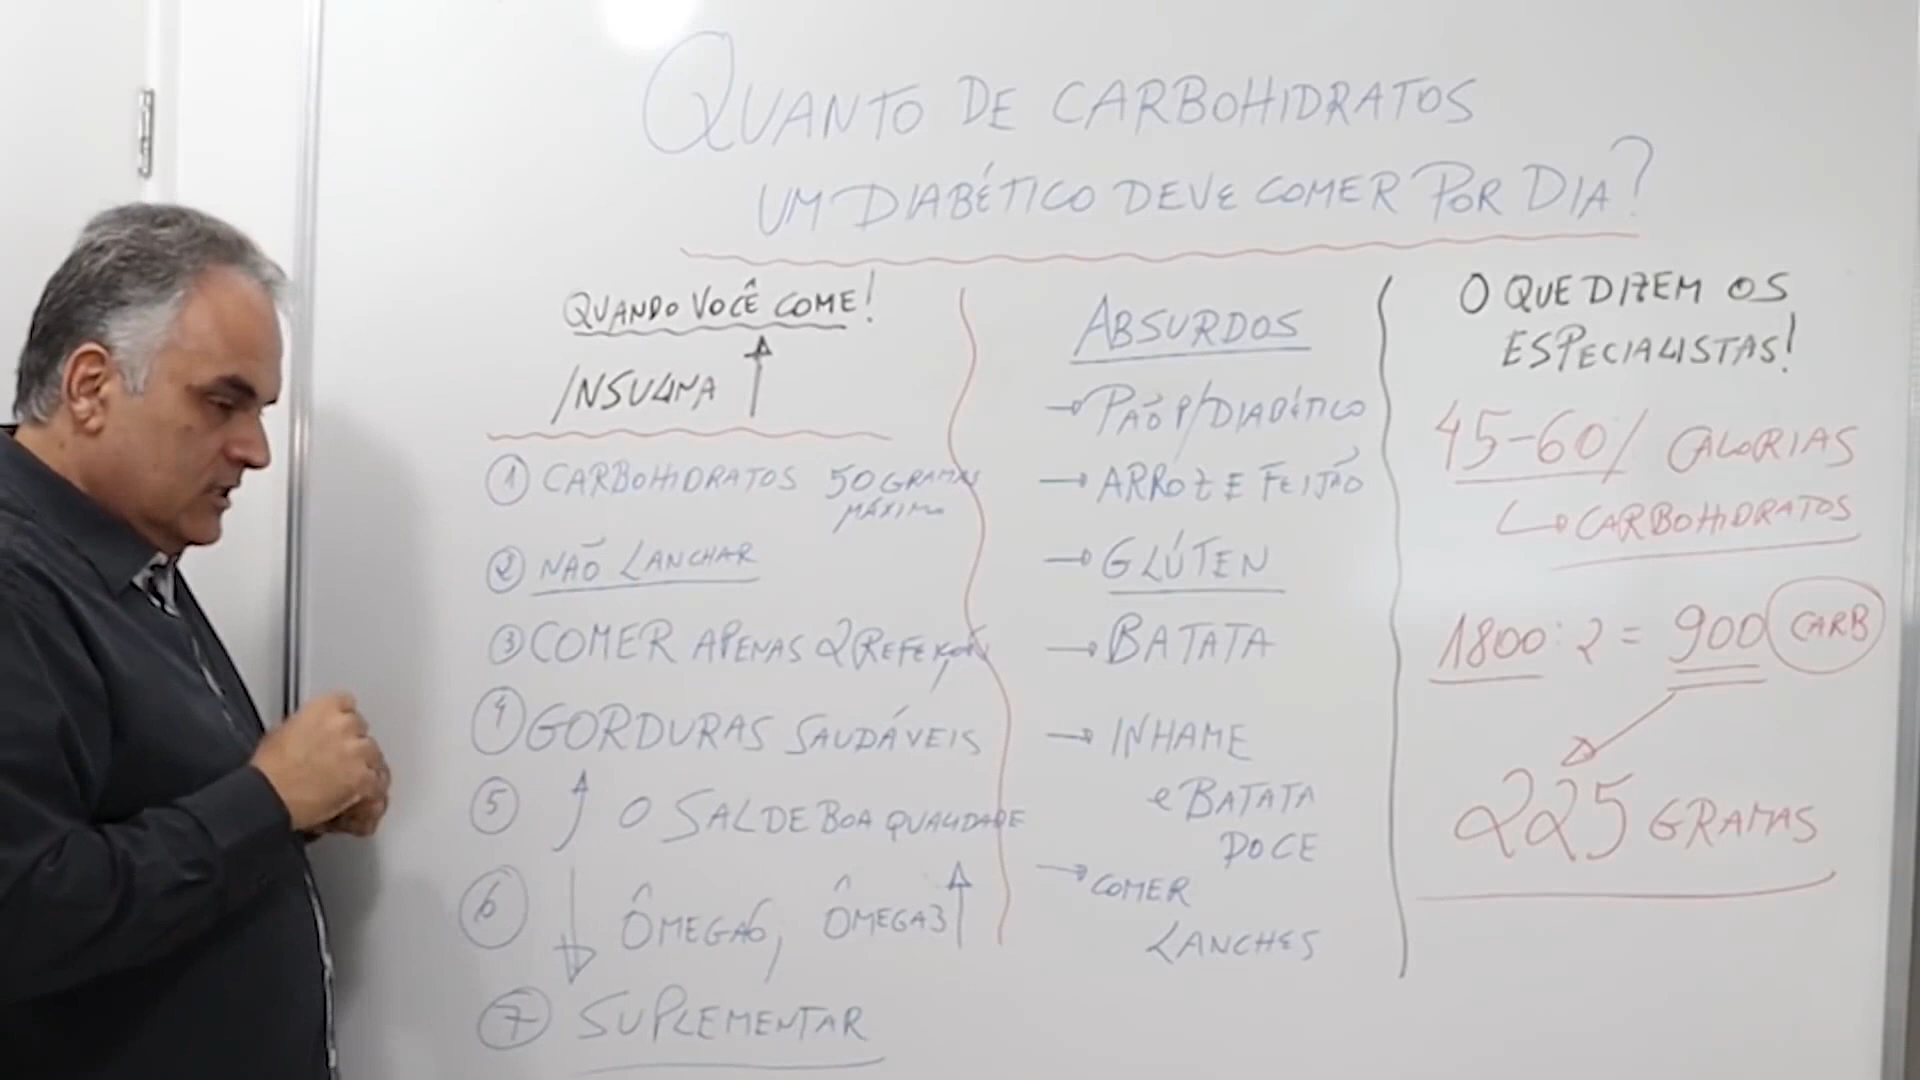 QUANTO DE CARBOHIDRATOS
UM DIABÉTICO DEVE COMER POR DIA?
QUANDO VOCÊ COME!
INSULINA ↑
① CARBOHIDRATOS 50 GRAMAS
MÁXIMO
② NÃO LANCHAR
③ COMER APENAS 2 REFEIÇÕES
④ GORDURAS SAUDÁVEIS
⑤ ↑ O SAL DE BOA QUALIDADE
⑥ ↓ ÔMEGA6, ÔMEGA3 ↑
⑦ SUPLEMENTAR
ABSURDOS
→ PÃO P/ DIABÉTICO
→ ARROZ E FEIJÃO
→ GLÚTEN
→ BATATA
→ INHAME
e BATATA
DOCE
→ COMER
LANCHES
O QUE DIZEM OS
ESPECIALISTAS!
45-60% CALORIAS
↳ CARBOHIDRATOS
1800 : 2 = 900 CARB
225 GRAMAS